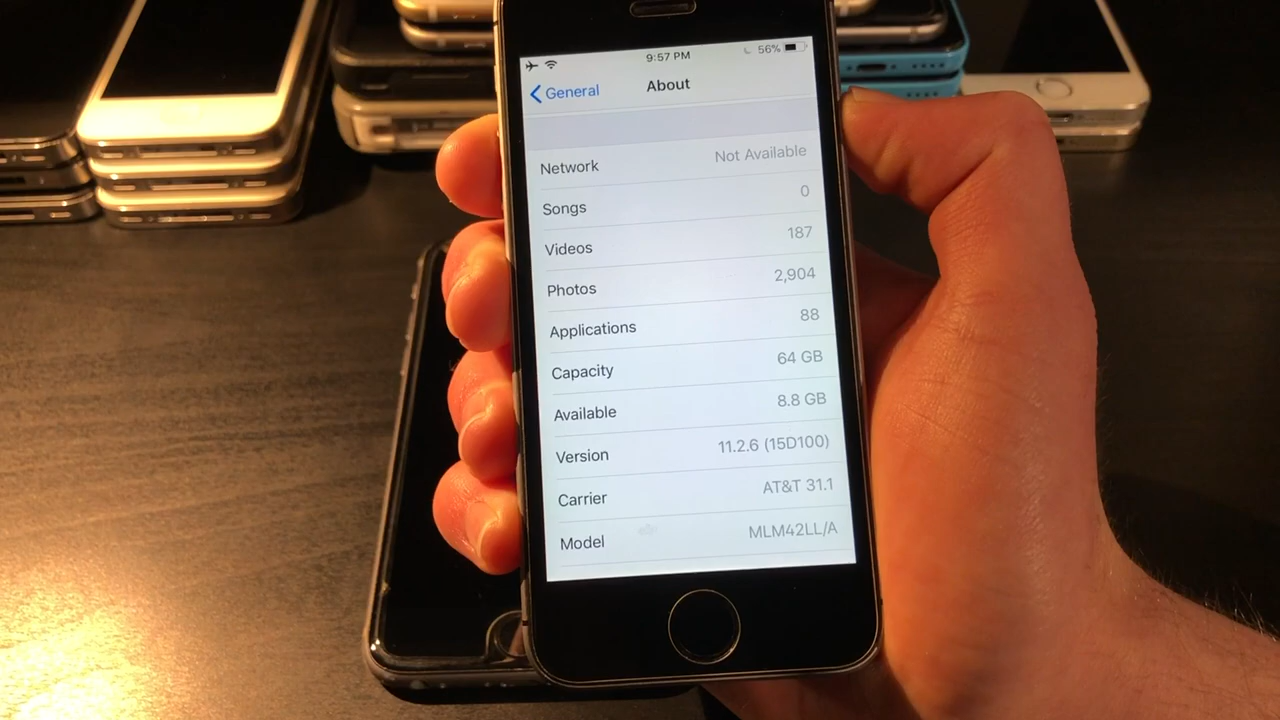 9:57 PM 56%
General About
Network Not Available
Songs 0
Videos 187
Photos 2,904
Applications 88
Capacity 64 GB
Available 8.8 GB
Version 11.2.6 (15D100)
Carrier AT&T 31.1
Model MLM42LL/A